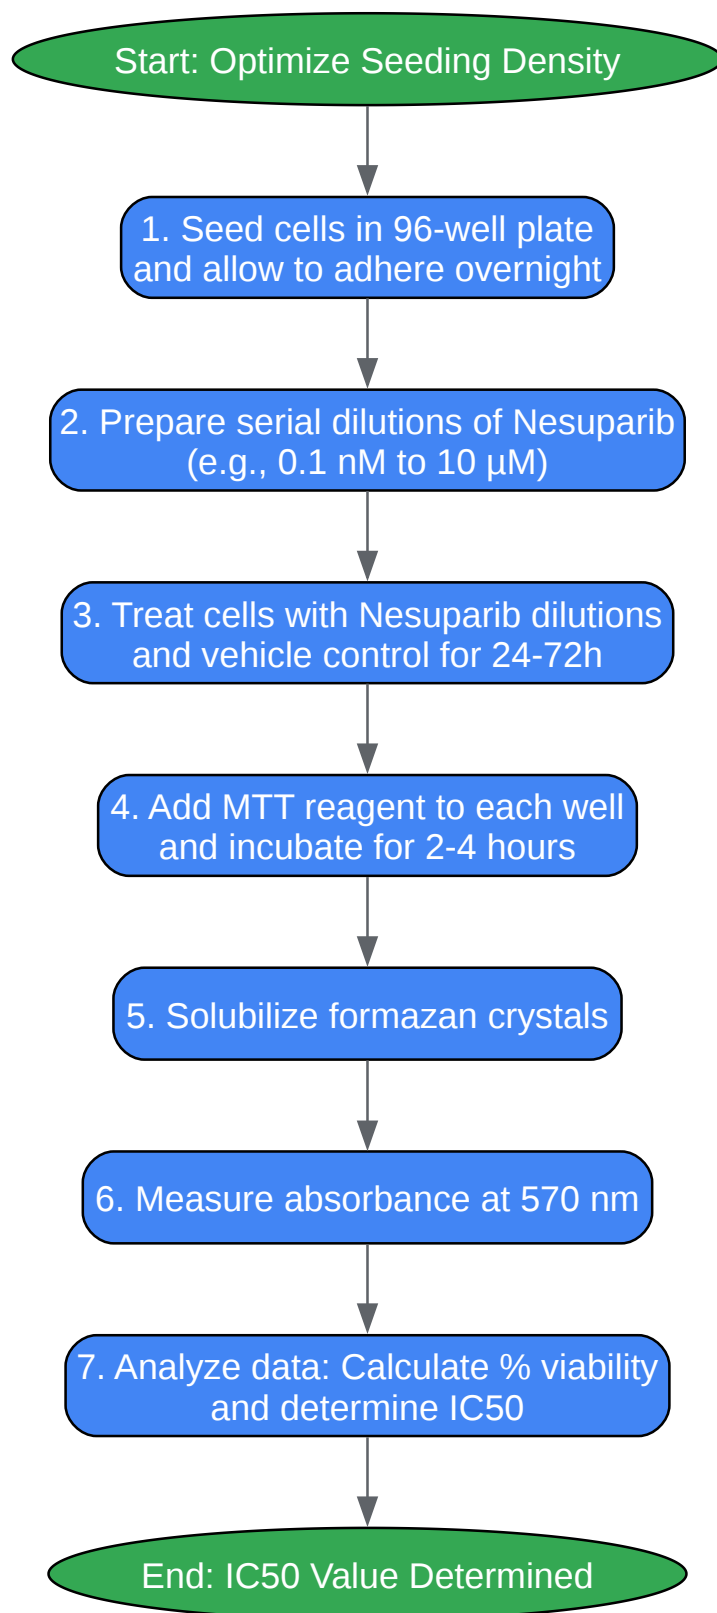 Start: Optimize Seeding Density
1. Seed cells in 96-well plate
and allow to adhere overnight
2. Prepare serial dilutions of Nesuparib
(e.g., 0.1 nM to 10 µM)
3. Treat cells with Nesuparib dilutions
and vehicle control for 24-72h
4. Add MTT reagent to each well
and incubate for 2-4 hours
5. Solubilize formazan crystals
6. Measure absorbance at 570 nm
7. Analyze data: Calculate % viability
and determine IC50
End: IC50 Value Determined